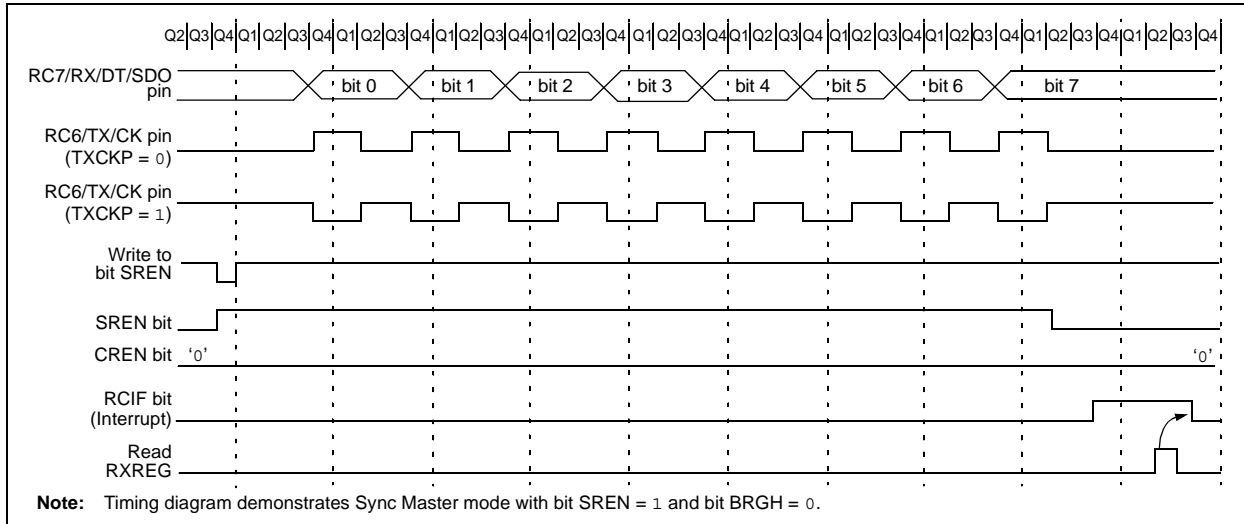 Q2 Q3 Q4 Q1 Q2 Q3 Q4 Q1 Q2 Q3 Q4 Q1 Q2 Q3 Q4 Q1 Q2 Q3 Q4 Q1 Q2 Q3 Q4 Q1 Q2 Q3 Q4 Q1 Q2 Q3 Q4 Q1 Q2 Q3 Q4 Q1 Q2 Q3 Q4 Q1 Q2 Q3 Q4
RC7/RX/DT/SDO
pin
bit 0 bit 1 bit 2 bit 3 bit 4 bit 5 bit 6 bit 7
RC6/TX/CK pin
(TXCKP = 0)
RC6/TX/CK pin
(TXCKP = 1)
Write to
bit SREN
SREN bit
CREN bit ‘0’ ‘0’
RCIF bit
(Interrupt)
Read
RXREG
Note: Timing diagram demonstrates Sync Master mode with bit SREN = 1 and bit BRGH = 0.